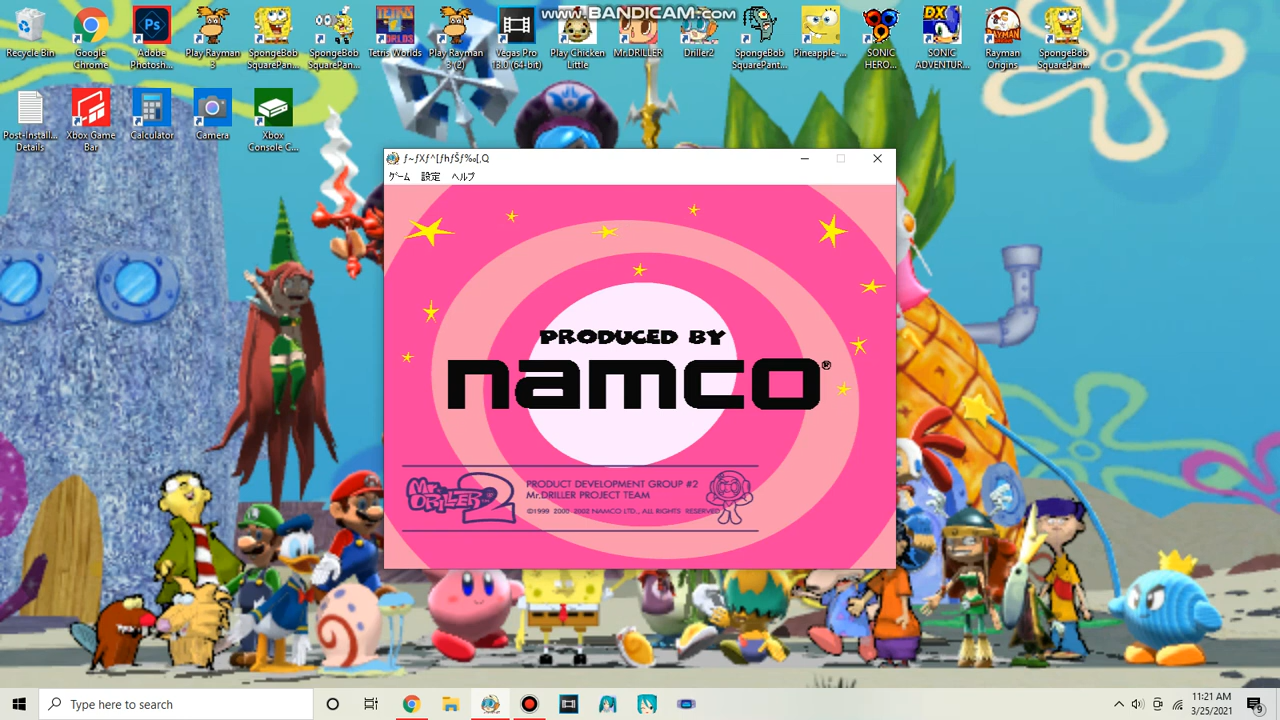 www.BANDICAM.com
Recycle Bin
Google Chrome
Adobe Photosh...
Play Rayman 3
SpongeBob SquarePan...
SpongeBob SquarePan...
Tetris Worlds
Play Rayman 3 (2)
Vegas Pro 13.0 (64-bit)
Play Chicken Little
Mr.DRILLER
Driller2
SpongeBob SquarePant...
Pineapple-...
SONIC HERO...
SONIC ADVENTUR...
Rayman Origins
SpongeBob SquarePan...
Post-Install... Details
Xbox Game Bar
Calculator
Camera
Xbox Console C...
ƒ~ƒXƒ^[ƒhƒŠƒ‰[‚Q
ゲーム 設定 ヘルプ
PRODUCED BY
namco®
Mr. DRILLER 2
PRODUCT DEVELOPMENT GROUP #2
Mr.DRILLER PROJECT TEAM
©1999 2000 2002 NAMCO LTD., ALL RIGHTS RESERVED
Type here to search
11:21 AM
3/25/2021